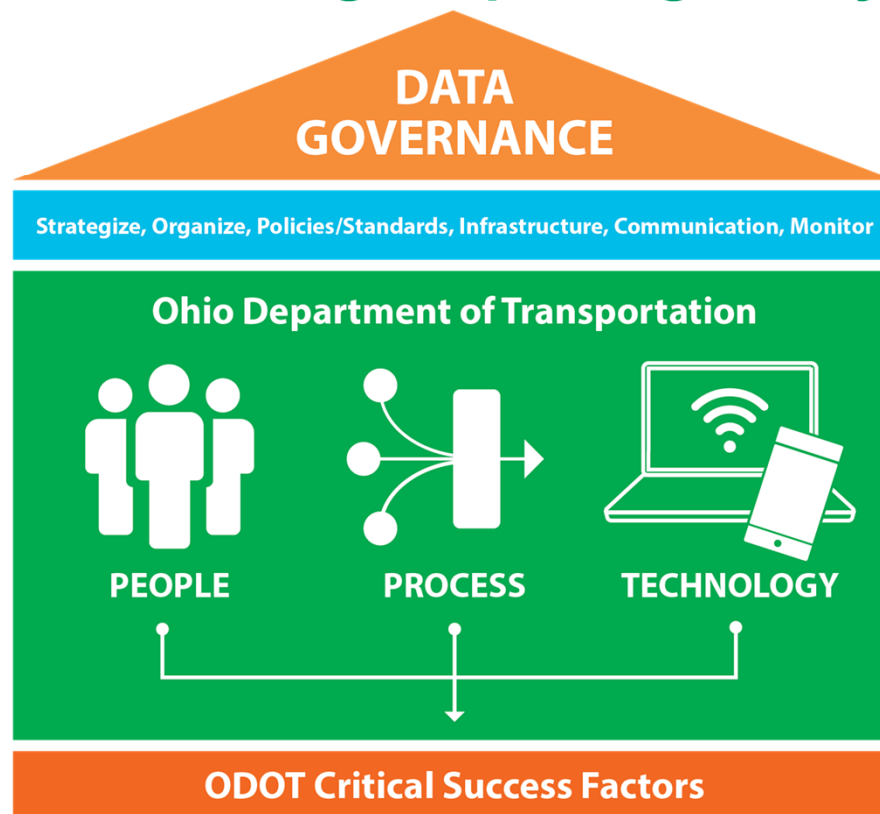 DATA
GOVERNANCE
Strategize, Organize, Policies/Standards, Infrastructure, Communication, Monitor
Ohio Department of Transportation
PEOPLE
PROCESS
TECHNOLOGY
ODOT Critical Success Factors